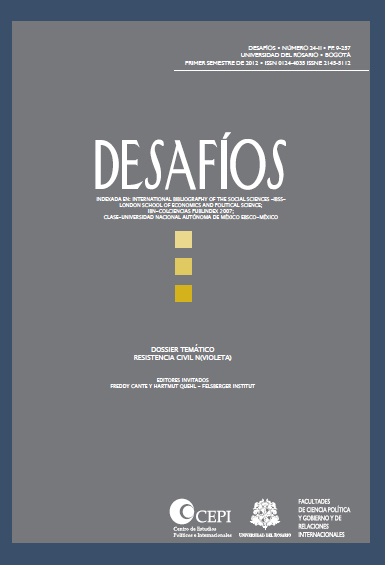 DESAFÍOS • NÚMERO 24-II • PP. 9-257
UNIVERSIDAD DEL ROSARIO • BOGOTÁ
PRIMER SEMESTRE DE 2012 • ISSN 0124-4035 ISSNE 2145-5112
DESAFÍOS
INDEXADA EN: INTERNATIONAL BIBLIOGRAPHY OF THE SOCIAL SCIENCES -IBSS-
LONDON SCHOOL OF ECONOMICS AND POLITICAL SCIENCE;
IBN-COLCIENCIAS PUBLINDEX 2007;
CLASE-UNIVERSIDAD NACIONAL AUTÓNOMA DE MÉXICO EBSCO-MÉXICO
DOSSIER TEMÁTICO
RESISTENCIA CIVIL N(VIOLETA)
EDITORES INVITADOS
FREDDY CANTE Y HARTMUT QUEHL - FELSBERGER INSTITUT
CEPI
Centro de Estudios
Políticos e Internacionales
UNIVERSIDAD DEL ROSARIO
FACULTADES
DE CIENCIA POLÍTICA
Y GOBIERNO Y DE
RELACIONES
INTERNACIONALES